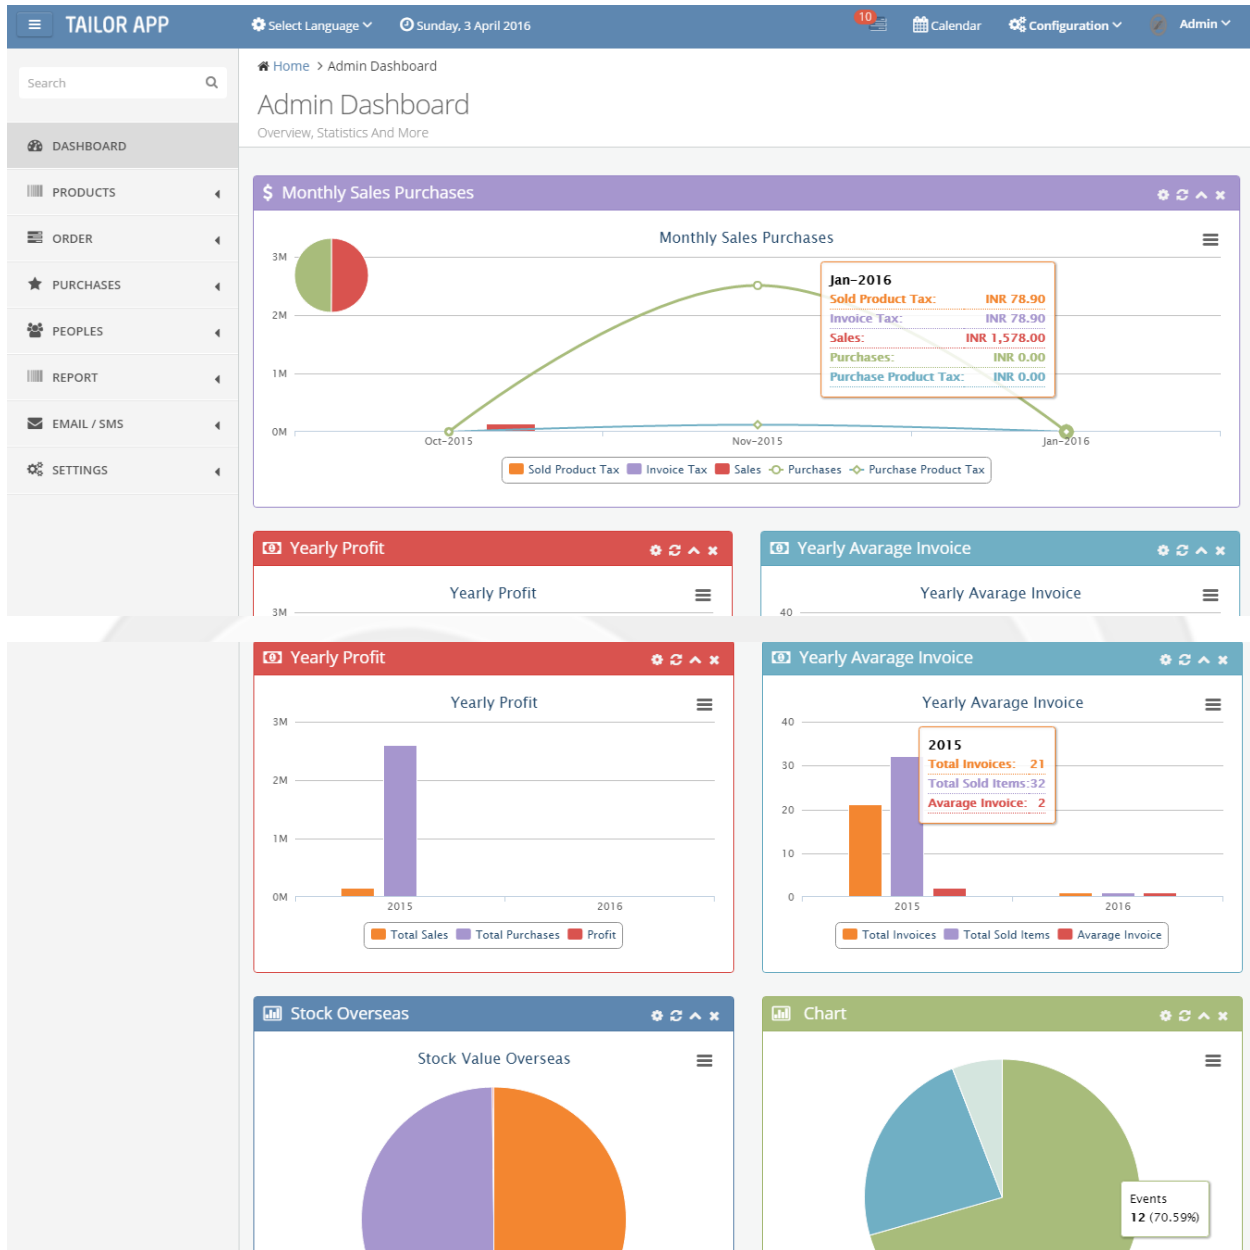 TAILOR APP
Select Language
Sunday, 3 April 2016
10
Calendar
Configuration
Admin
Search
Home > Admin Dashboard
Admin Dashboard
Overview, Statistics And More
DASHBOARD
PRODUCTS
ORDER
PURCHASES
PEOPLES
REPORT
EMAIL / SMS
SETTINGS
$ Monthly Sales Purchases
Monthly Sales Purchases
3M
2M
1M
0M
Jan-2016
Sold Product Tax: INR 78.90
Invoice Tax: INR 78.90
Sales: INR 1,578.00
Purchases: INR 0.00
Purchase Product Tax: INR 0.00
Oct-2015 Nov-2015 Jan-2016
Sold Product Tax Invoice Tax Sales Purchases Purchase Product Tax
Yearly Profit
Yearly Profit
3M
Yearly Avarage Invoice
Yearly Avarage Invoice
40
Yearly Profit
Yearly Profit
3M
2M
1M
0M
2015 2016
Total Sales Total Purchases Profit
Yearly Avarage Invoice
Yearly Avarage Invoice
40
30
20
10
0
2015
Total Invoices: 21
Total Sold Items:32
Avarage Invoice: 2
2015 2016
Total Invoices Total Sold Items Avarage Invoice
Stock Overseas
Stock Value Overseas
Chart
Events
12 (70.59%)